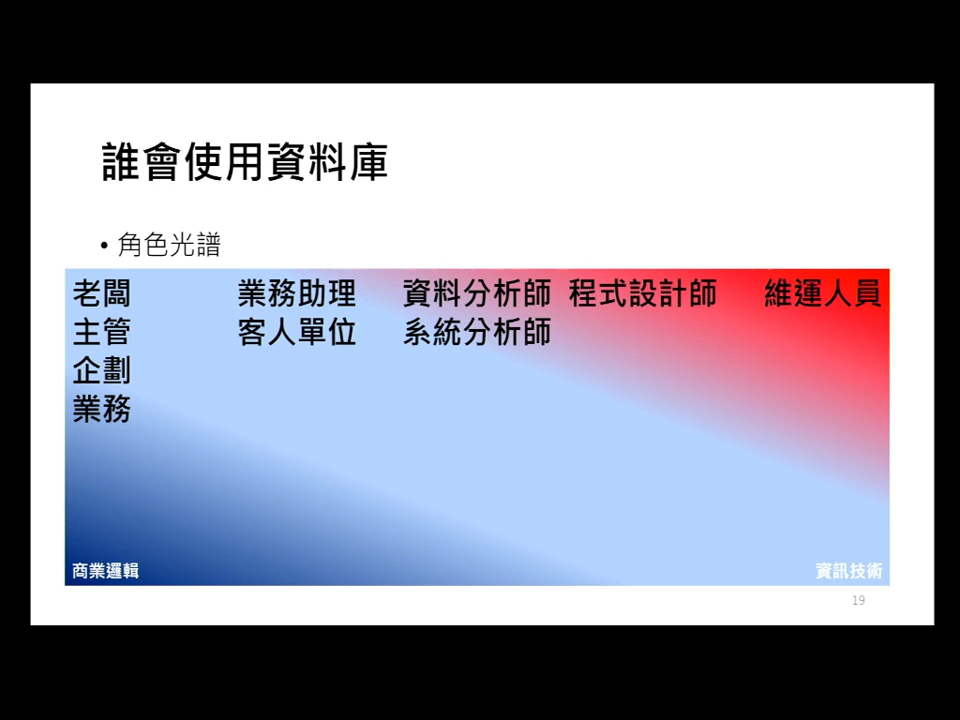 誰會使用資料庫
• 角色光譜
老闆 業務助理 資料分析師 程式設計師 維運人員
主管 客人單位 系統分析師
企劃
業務
商業邏輯 資訊技術
19